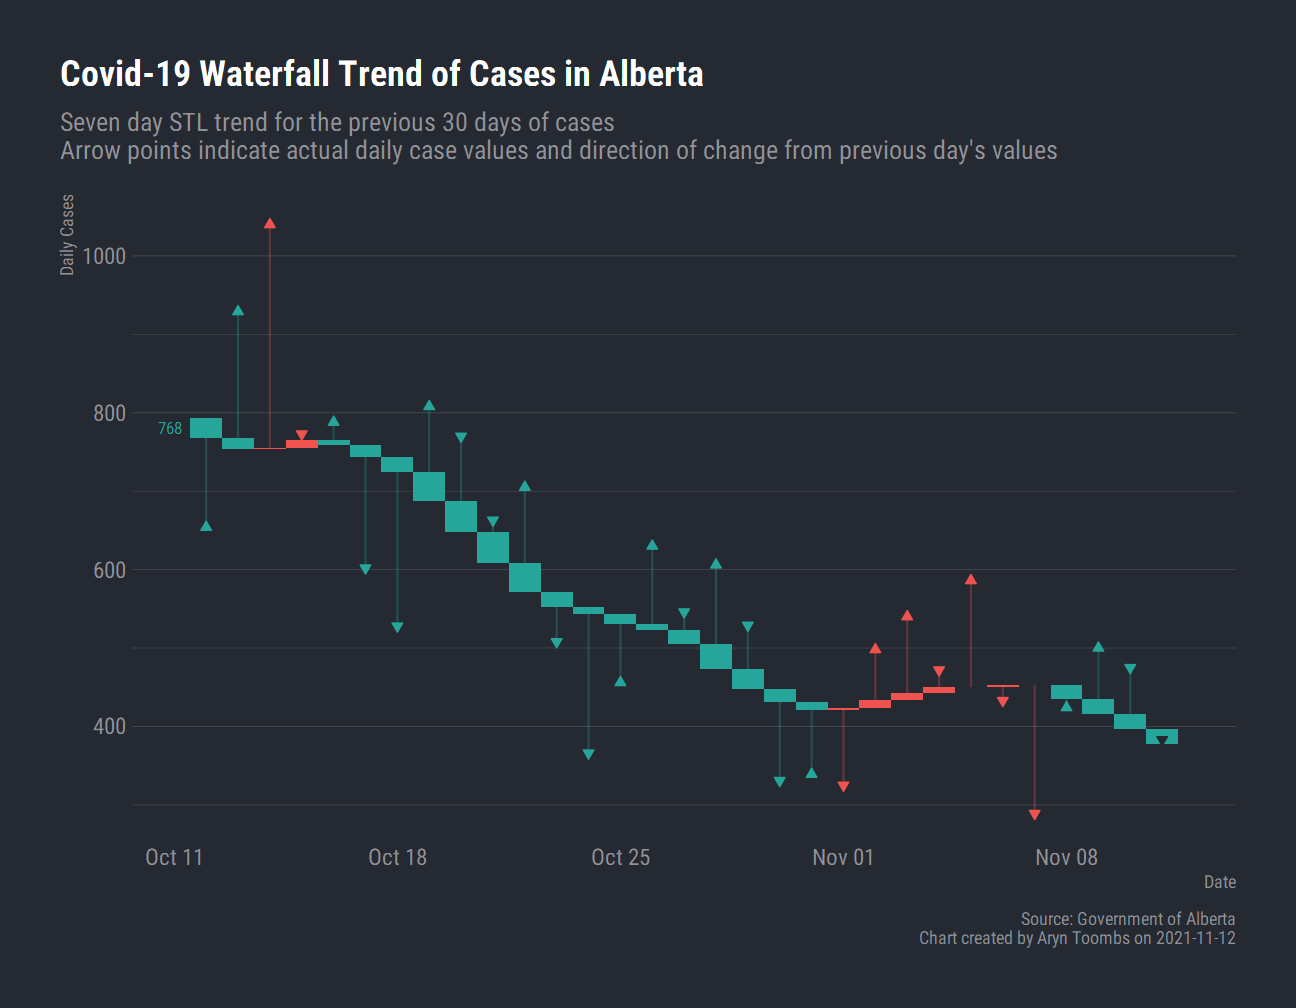 Covid-19 Waterfall Trend of Cases in Alberta
Seven day STL trend for the previous 30 days of cases
Arrow points indicate actual daily case values and direction of change from previous day's values
Daily Cases
1000
800
768
600
400
Oct 11
Oct 18
Oct 25
Nov 01
Nov 08
Date
Source: Government of Alberta
Chart created by Aryn Toombs on 2021-11-12